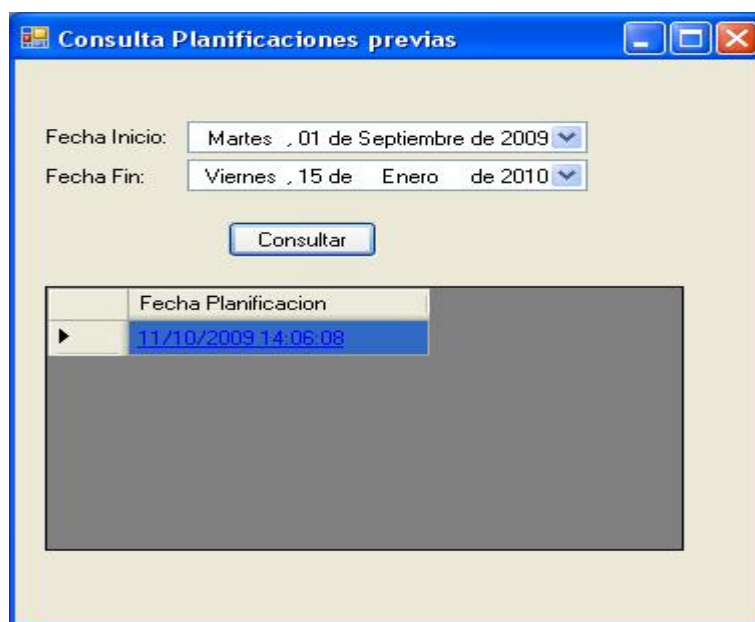 Consulta Planificaciones previas
Fecha Inicio: Martes , 01 de Septiembre de 2009
Fecha Fin: Viernes , 15 de Enero de 2010
Consultar
Fecha Planificacion
11/10/2009 14:06:08